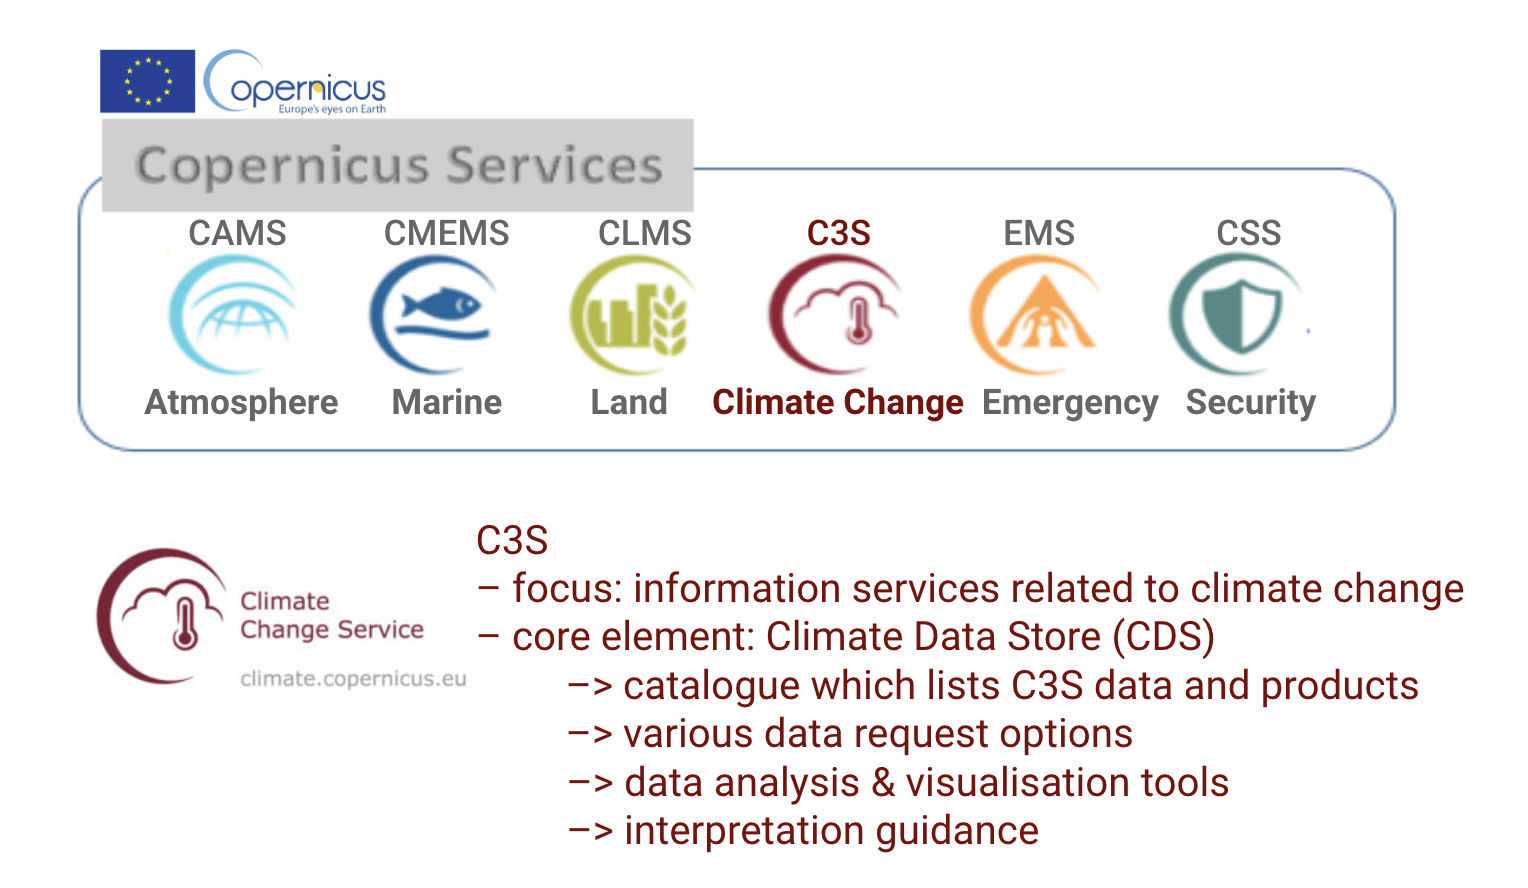 Copernicus
Europe's eyes on Earth
Copernicus Services
CAMS CMEMS CLMS C3S EMS CSS
Atmosphere Marine Land Climate Change Emergency Security
Climate
Change Service
climate.copernicus.eu
C3S
– focus: information services related to climate change
– core element: Climate Data Store (CDS)
–> catalogue which lists C3S data and products
–> various data request options
–> data analysis & visualisation tools
–> interpretation guidance